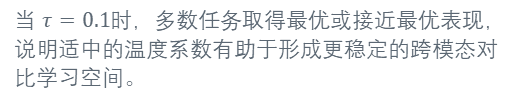 当 τ = 0.1时，多数任务取得最优或接近最优表现，
说明适中的温度系数有助于形成更稳定的跨模态对
比学习空间。